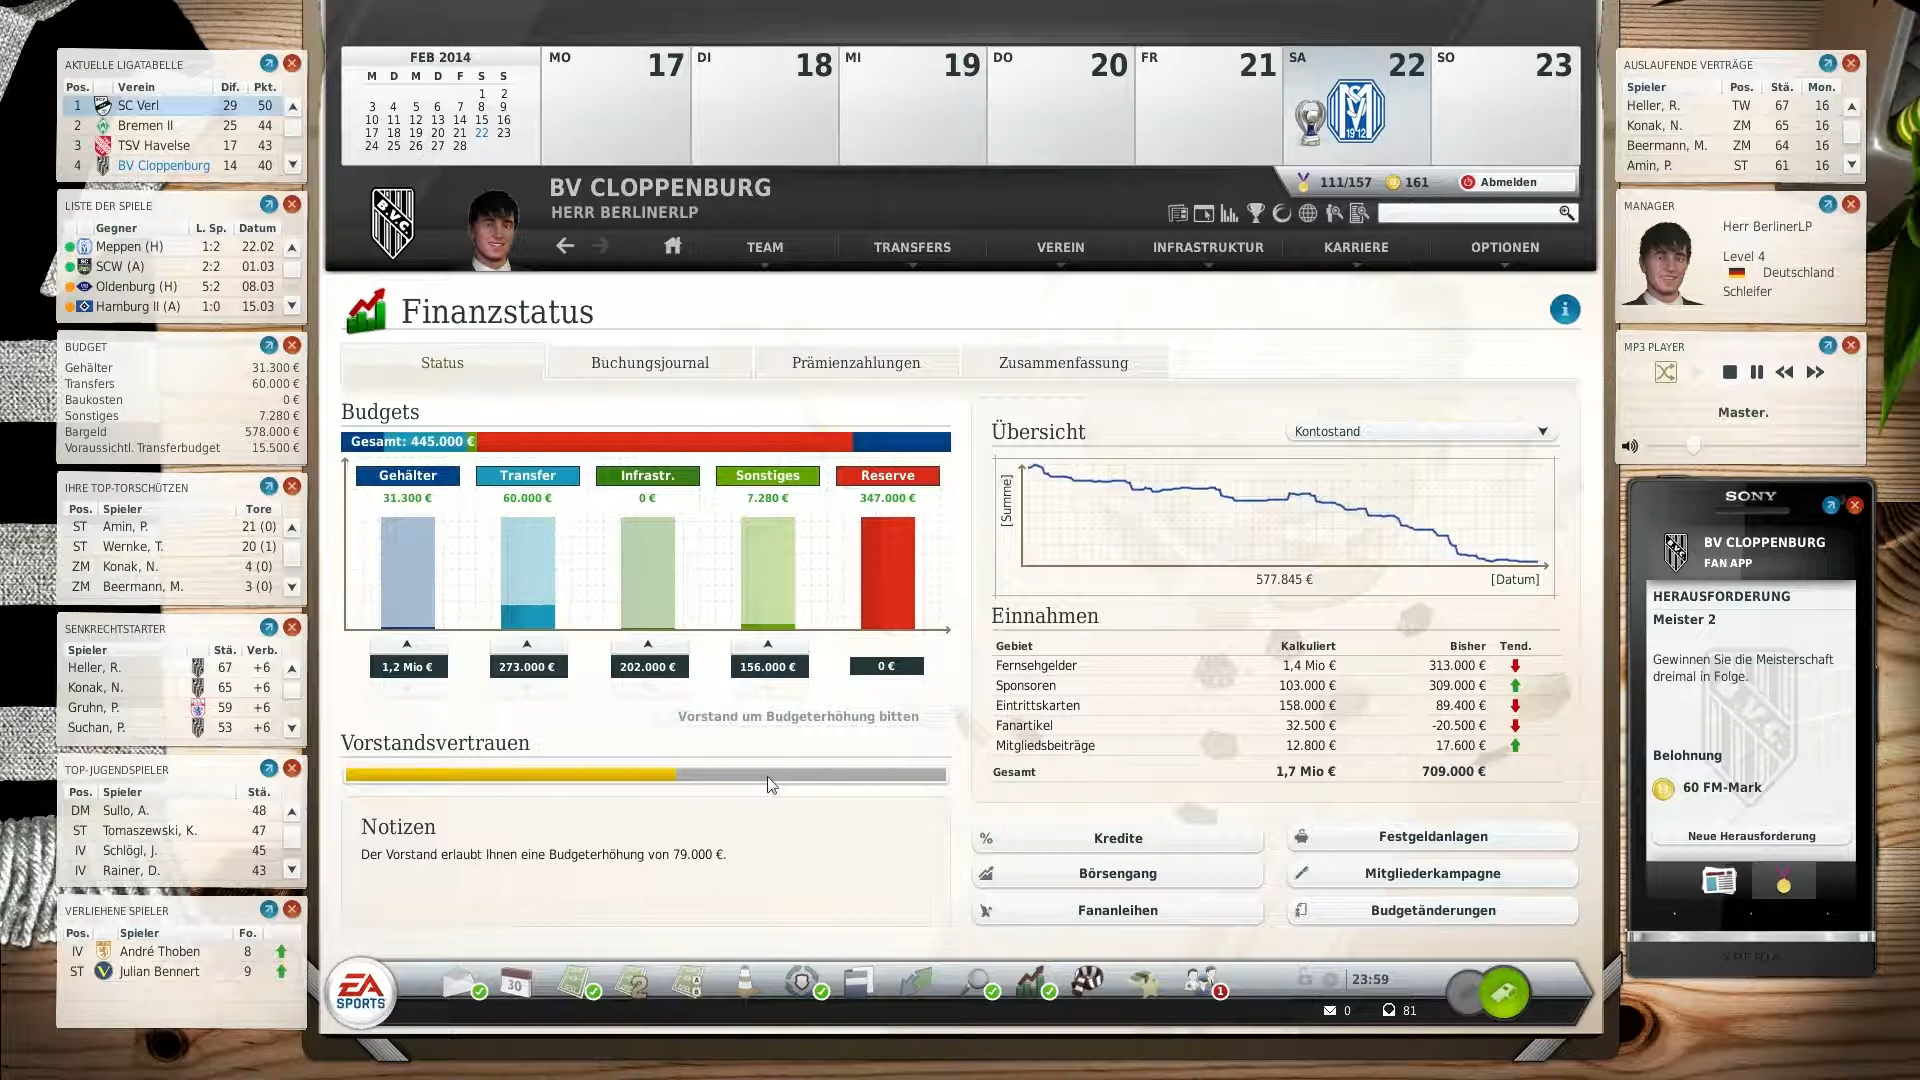 AKTUELLE LIGATABELLE
Pos. Verein Dif. Pkt.
1 SC Verl 29 50
2 Bremen II 25 44
3 TSV Havelse 17 43
4 BV Cloppenburg 14 40
LISTE DER SPIELE
Gegner L. Sp. Datum
Meppen (H) 1:2 22.02
SCW (A) 2:2 01.03
Oldenburg (H) 5:2 08.03
Hamburg II (A) 1:0 15.03
BUDGET
Gehälter 31.300 €
Transfers 60.000 €
Baukosten 0 €
Sonstiges 7.280 €
Bargeld 578.000 €
Voraussichtl. Transferbudget 15.500 €
IHRE TOP-TORSCHÜTZEN
Pos. Spieler Tore
ST Amin, P. 21 (0)
ST Wernke, T. 20 (1)
ZM Konak, N. 4 (0)
ZM Beermann, M. 3 (0)
SENKRECHTSTARTER
Spieler Stä. Verb.
Heller, R. 67 +6
Konak, N. 65 +6
Gruhn, P. 59 +6
Suchan, P. 53 +6
TOP-JUGENDSPIELER
Pos. Spieler Stä.
DM Sullo, A. 48
ST Tomaszewski, K. 47
IV Schlögl, J. 45
IV Rainer, D. 43
VERLIEHENE SPIELER
Pos. Spieler Fo.
IV André Thoben 8
ST Julian Bennert 9
FEB 2014
M D M D F S S
1 2
3 4 5 6 7 8 9
10 11 12 13 14 15 16
17 18 19 20 21 22 23
24 25 26 27 28
MO 17 DI 18 MI 19 DO 20 FR 21 SA 22 SO 23
1912
B.V.C
BV CLOPPENBURG
HERR BERLINERLP
111/157 161 Abmelden
TEAM TRANSFERS VEREIN INFRASTRUKTUR KARRIERE OPTIONEN
Finanzstatus
Status Buchungsjournal Prämienzahlungen Zusammenfassung
Budgets
Gesamt: 445.000 €
Gehälter Transfer Infrastr. Sonstiges Reserve
31.300 € 60.000 € 0 € 7.280 € 347.000 €
1,2 Mio € 273.000 € 202.000 € 156.000 € 0 €
Vorstand um Budgeterhöhung bitten
Vorstandsvertrauen
Notizen
Der Vorstand erlaubt Ihnen eine Budgeterhöhung von 79.000 €.
Übersicht Kontostand
[Summe]
577.845 € [Datum]
Einnahmen
Gebiet Kalkuliert Bisher Tend.
Fernsehgelder 1,4 Mio € 313.000 €
Sponsoren 103.000 € 309.000 €
Eintrittskarten 158.000 € 89.400 €
Fanartikel 32.500 € -20.500 €
Mitgliedsbeiträge 12.800 € 17.600 €
Gesamt 1,7 Mio € 709.000 €
Kredite Festgeldanlagen
Börsengang Mitgliederkampagne
Fananleihen Budgetänderungen
EA SPORTS
30
2
1
23:59
0 81
AUSLAUFENDE VERTRÄGE
Spieler Pos. Stä. Mon.
Heller, R. TW 67 16
Konak, N. ZM 65 16
Beermann, M. ZM 64 16
Amin, P. ST 61 16
MANAGER
Herr BerlinerLP
Level 4
Deutschland
Schleifer
MP3 PLAYER
Master.
SONY
BV CLOPPENBURG
FAN APP
HERAUSFORDERUNG
Meister 2
Gewinnen Sie die Meisterschaft
dreimal in Folge.
Belohnung
60 FM-Mark
Neue Herausforderung
XPERIA